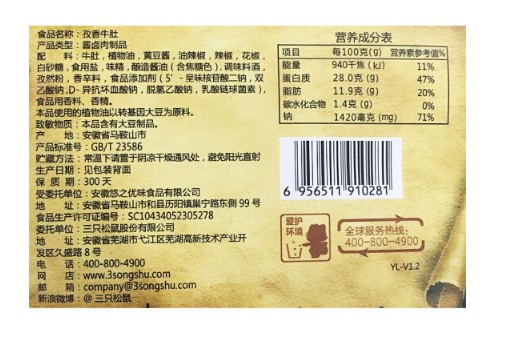 食品名称：孜香牛肚
产品类型：酱卤肉制品
配　　料：牛肚，植物油，黄豆酱，油辣椒，辣椒，花椒，
白砂糖，食用盐，味精，酿造酱油（含焦糖色），调味料酒，
孜然粉，香辛料，食品添加剂（5'-呈味核苷酸二钠，双
乙酸钠，D-异抗坏血酸钠，脱氢乙酸钠，乳酸链球菌素），
食品用香料、香精。
本品使用的植物油以转基因大豆为原料。
致敏物质：本品含有大豆制品。
产　　地：安徽省马鞍山市
产品标准号：GB/T 23586
贮藏方法：常温下请置于阴凉干燥通风处，避免阳光直射
生产日期：见包装背面
保 质 期：300 天
受委托单位：安徽悠之优味食品有限公司
地　　址：安徽省马鞍山市和县历阳镇巢宁路东侧 99 号
食品生产许可证编号：SC10434052305278
委托单位：三只松鼠股份有限公司
地　　址：安徽省芜湖市弋江区芜湖高新技术产业开
发区久盛路 8 号
电　　话：400-800-4900
网　　址：www.3songshu.com
邮　　箱：company@3songshu.com
新浪微博：@ 三只松鼠
营养成分表
项目 每100克(g) 营养素参考值%
能量 940千焦(kJ) 11%
蛋白质 28.0克(g) 47%
脂肪 11.9克(g) 20%
碳水化合物 1.4克(g) 0%
钠 1420毫克(mg) 71%
6 956511 910281
爱护
环境
全球服务热线：
400-800-4900
YL-V1.2